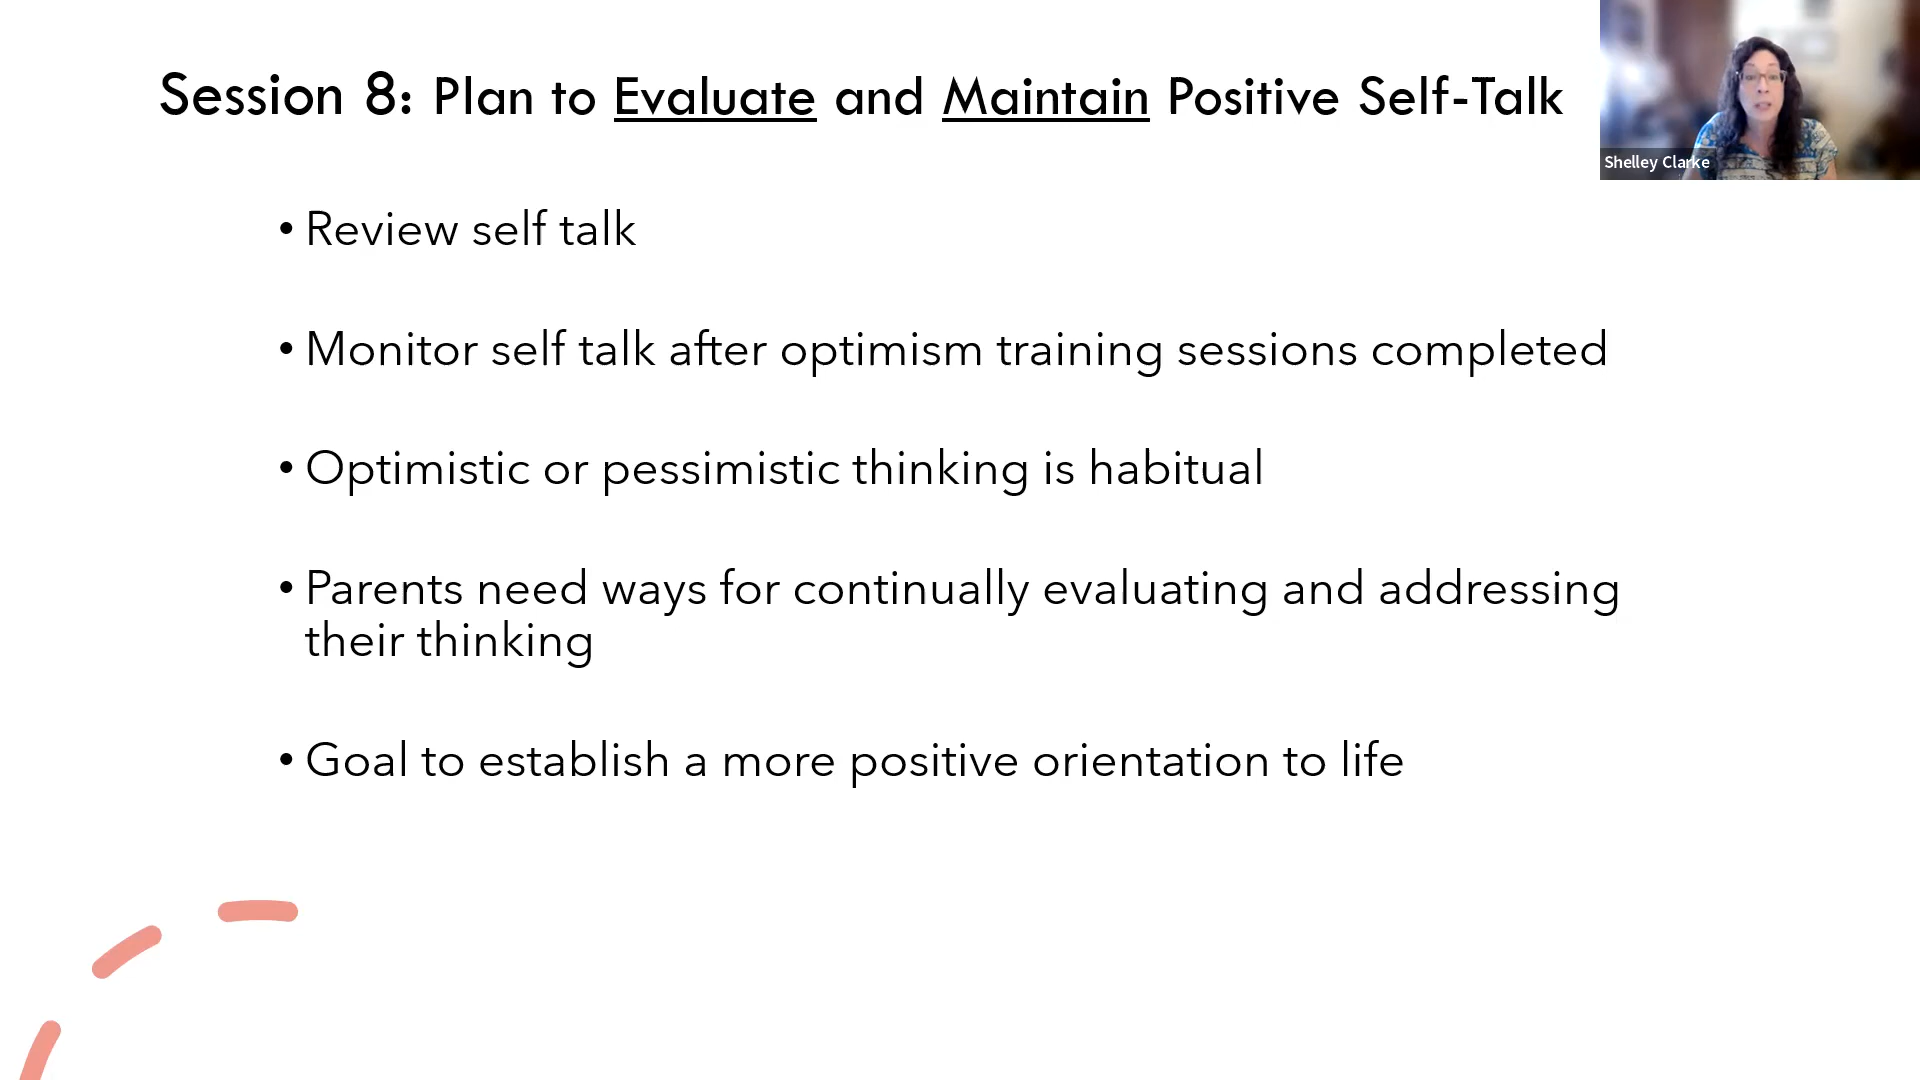 Session 8: Plan to Evaluate and Maintain Positive Self-Talk
Shelley Clarke
• Review self talk
• Monitor self talk after optimism training sessions completed
• Optimistic or pessimistic thinking is habitual
• Parents need ways for continually evaluating and addressing
their thinking
• Goal to establish a more positive orientation to life